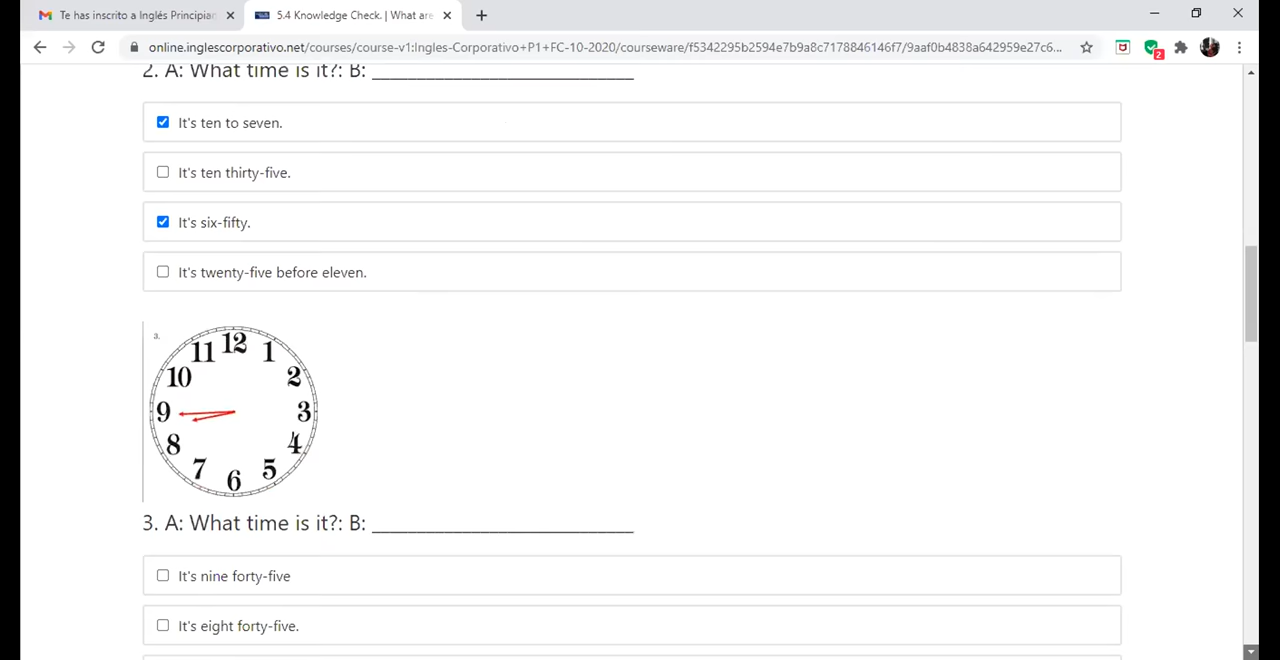 Te has inscrito a Inglés Principian
5.4 Knowledge Check. | What are
online.inglescorporativo.net/courses/course-v1:Ingles-Corporativo+P1+FC-10-2020/courseware/f5342295b2594e7b9a8c7178846146f7/9aaf0b4838a642959e27c6...
2
2. A: What time is it?: B: ____________________________
It's ten to seven.
It's ten thirty-five.
It's six-fifty.
It's twenty-five before eleven.
3.
12
11 1
10 2
9 3
8 4
7 5
6
3. A: What time is it?: B: ____________________________
It's nine forty-five
It's eight forty-five.